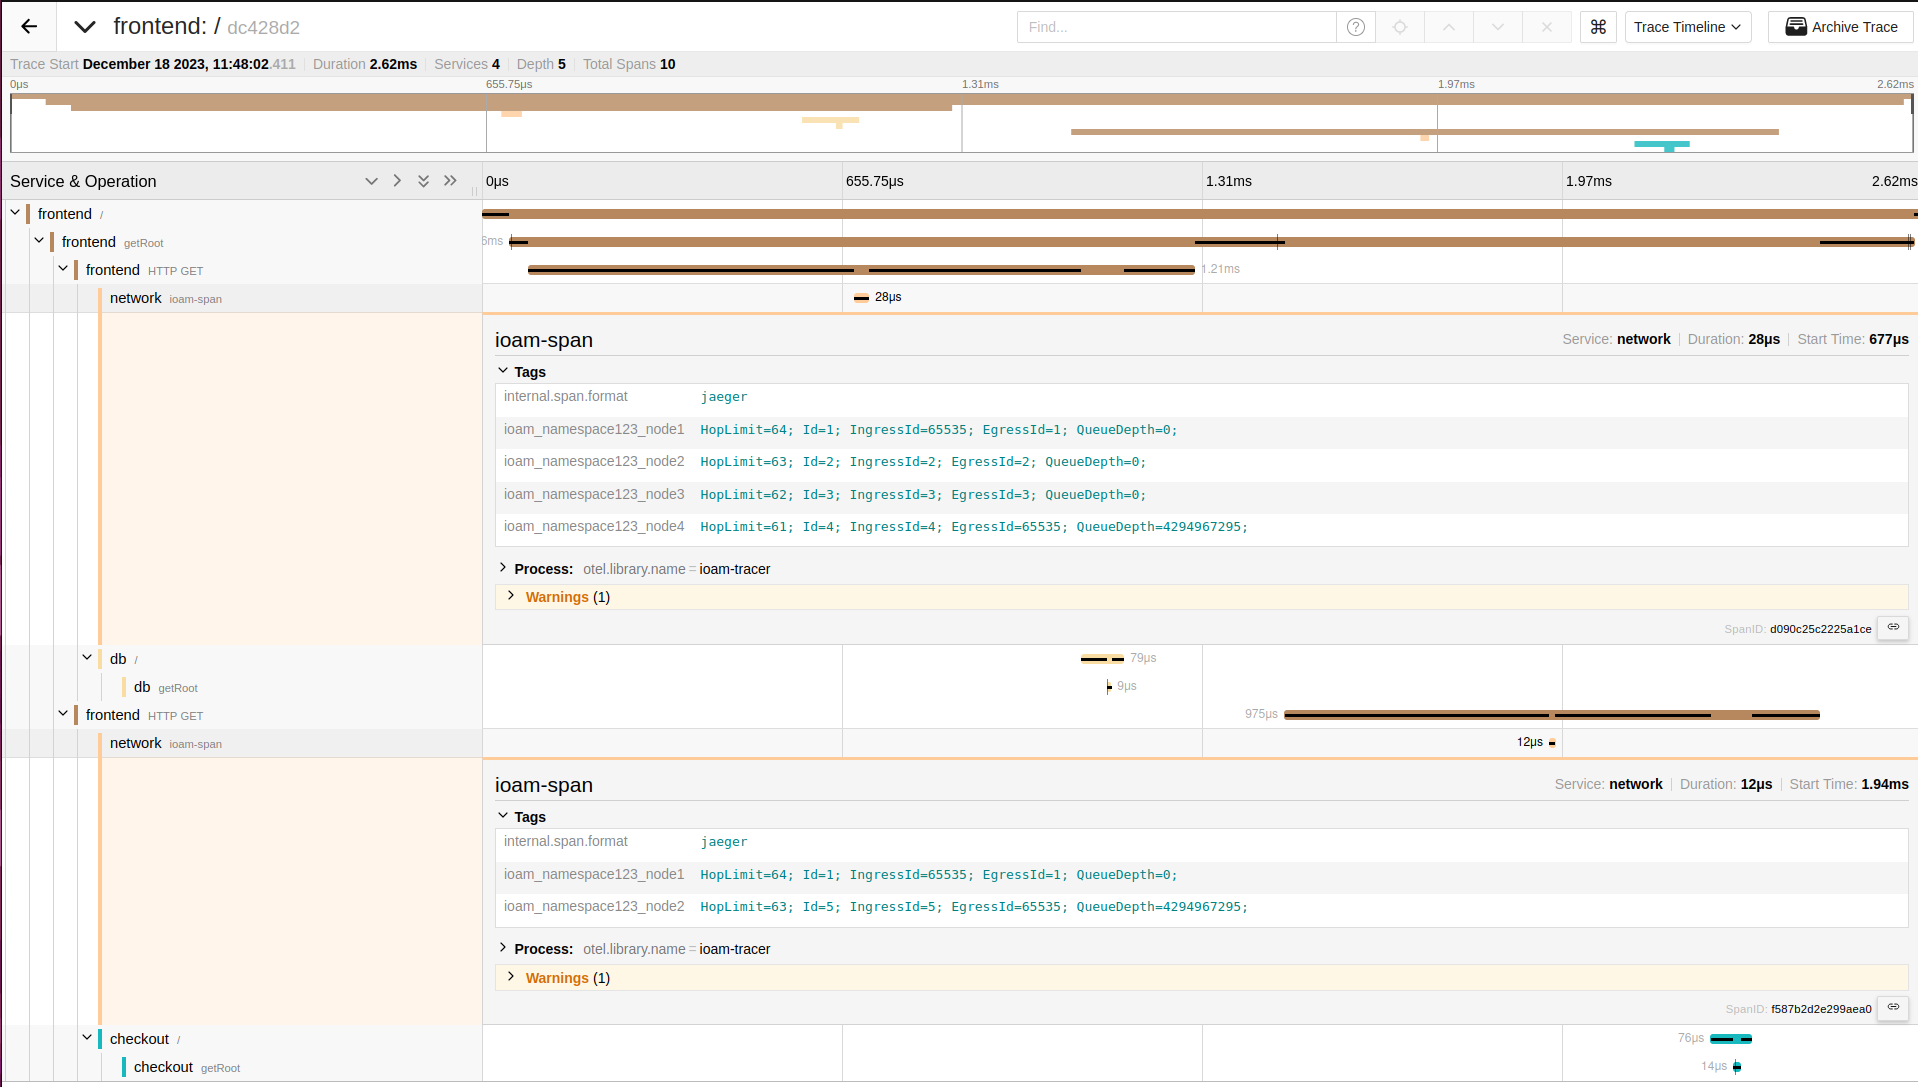 frontend: / dc428d2
Find...
?
⌘
Trace Timeline
Archive Trace
Trace Start December 18 2023, 11:48:02.411 Duration 2.62ms Services 4 Depth 5 Total Spans 10
0μs 655.75μs 1.31ms 1.97ms 2.62ms
Service & Operation 0μs 655.75μs 1.31ms 1.97ms 2.62ms
frontend /
frontend getRoot 6ms
frontend HTTP GET 1.21ms
network ioam-span 28μs
ioam-span Service: network Duration: 28μs Start Time: 677μs
Tags
internal.span.format jaeger
ioam_namespace123_node1 HopLimit=64; Id=1; IngressId=65535; EgressId=1; QueueDepth=0;
ioam_namespace123_node2 HopLimit=63; Id=2; IngressId=2; EgressId=2; QueueDepth=0;
ioam_namespace123_node3 HopLimit=62; Id=3; IngressId=3; EgressId=3; QueueDepth=0;
ioam_namespace123_node4 HopLimit=61; Id=4; IngressId=4; EgressId=65535; QueueDepth=4294967295;
Process: otel.library.name = ioam-tracer
Warnings (1)
SpanID: d090c25c2225a1ce
db / 79μs
db getRoot 9μs
frontend HTTP GET 975μs
network ioam-span 12μs
ioam-span Service: network Duration: 12μs Start Time: 1.94ms
Tags
internal.span.format jaeger
ioam_namespace123_node1 HopLimit=64; Id=1; IngressId=65535; EgressId=1; QueueDepth=0;
ioam_namespace123_node2 HopLimit=63; Id=5; IngressId=5; EgressId=65535; QueueDepth=4294967295;
Process: otel.library.name = ioam-tracer
Warnings (1)
SpanID: f587b2d2e299aea0
checkout / 76μs
checkout getRoot 14μs